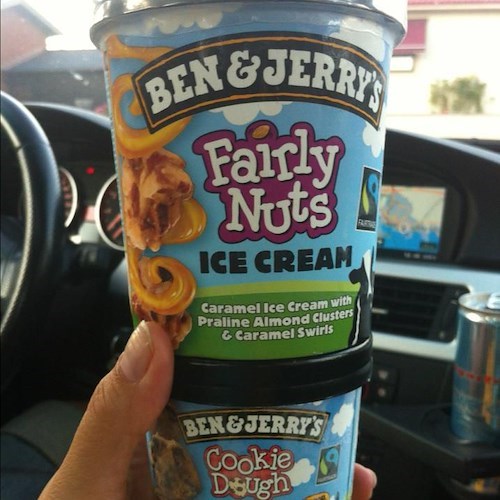 BEN & JERRY'S
Fairly
Nuts
FAIRTRADE
ICE CREAM
Caramel Ice Cream with
Praline Almond Clusters
& Caramel Swirls
BEN & JERRY'S
Cookie
Dough